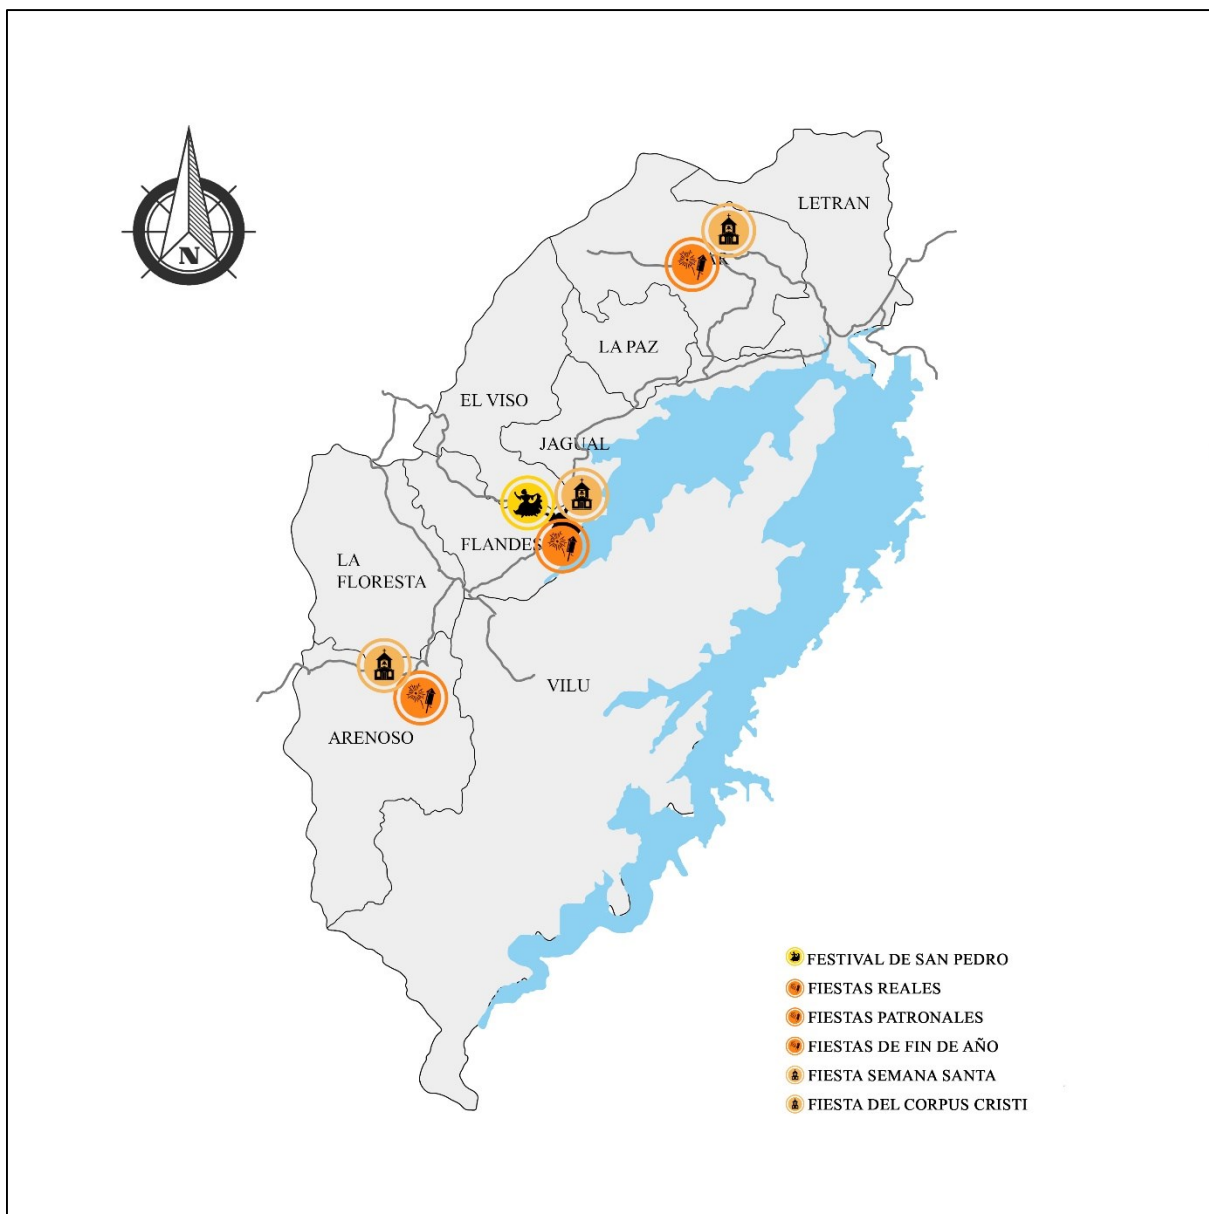 N
LETRAN
LA PAZ
EL VISO
JAGUAL
FLANDES
LA
FLORESTA
VILU
ARENOSO
FESTIVAL DE SAN PEDRO
FIESTAS REALES
FIESTAS PATRONALES
FIESTAS DE FIN DE AÑO
FIESTA SEMANA SANTA
FIESTA DEL CORPUS CRISTI